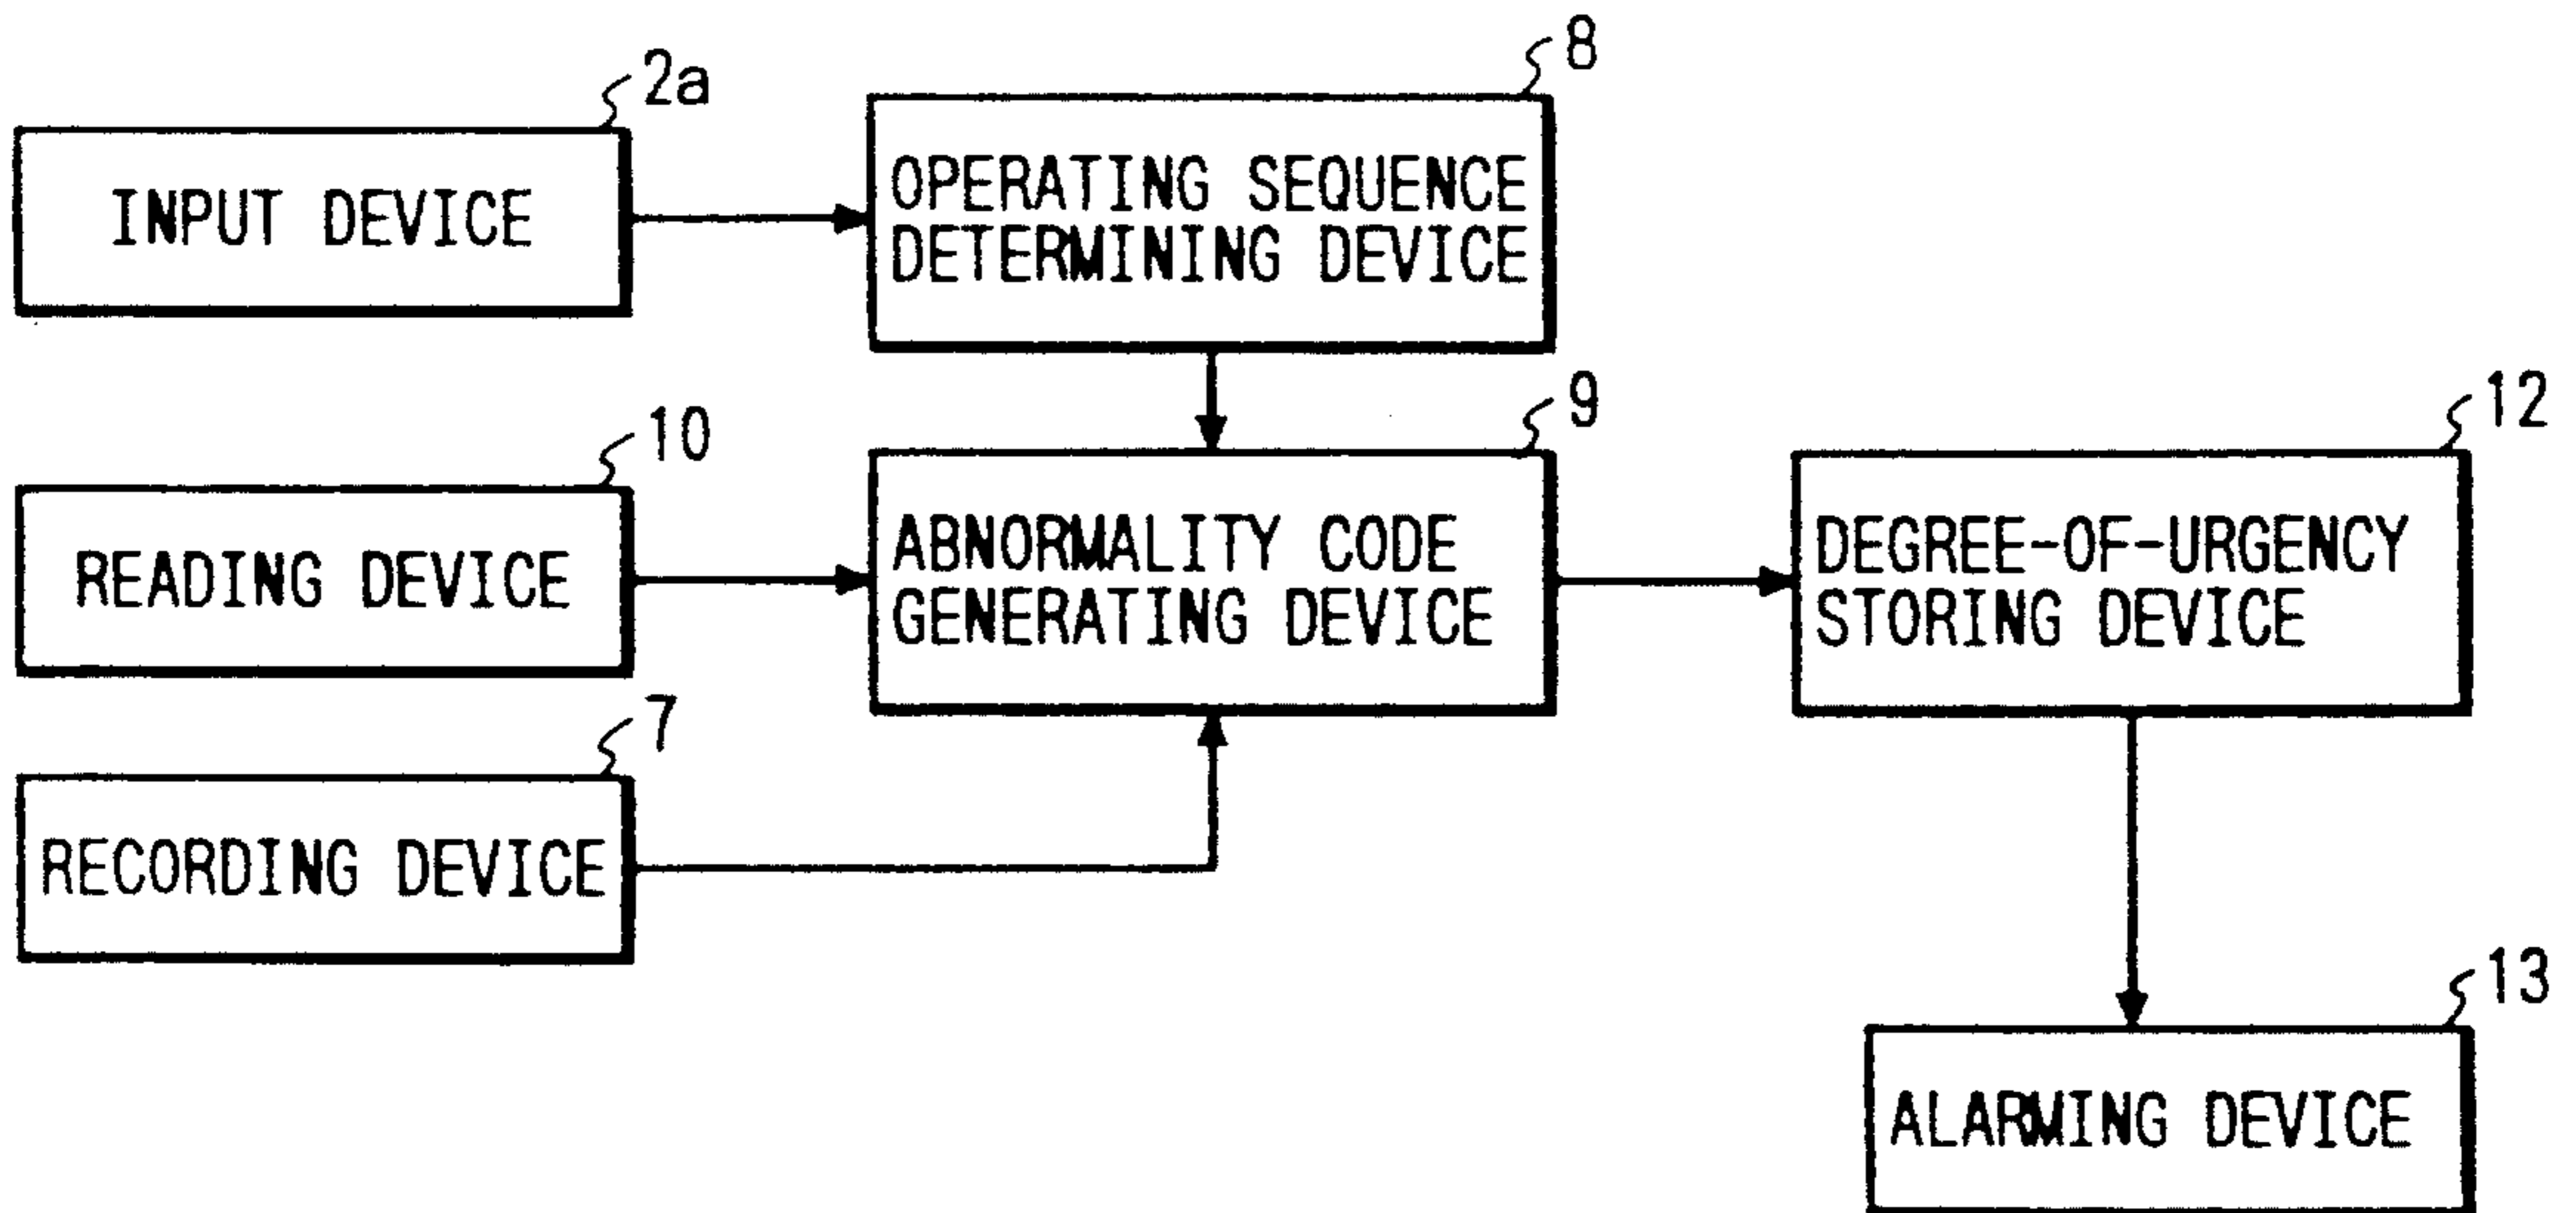 2a
INPUT DEVICE
8
OPERATING SEQUENCE
DETERMINING DEVICE
10
READING DEVICE
9
ABNORMALITY CODE
GENERATING DEVICE
12
DEGREE-OF-URGENCY
STORING DEVICE
7
RECORDING DEVICE
13
ALARMING DEVICE